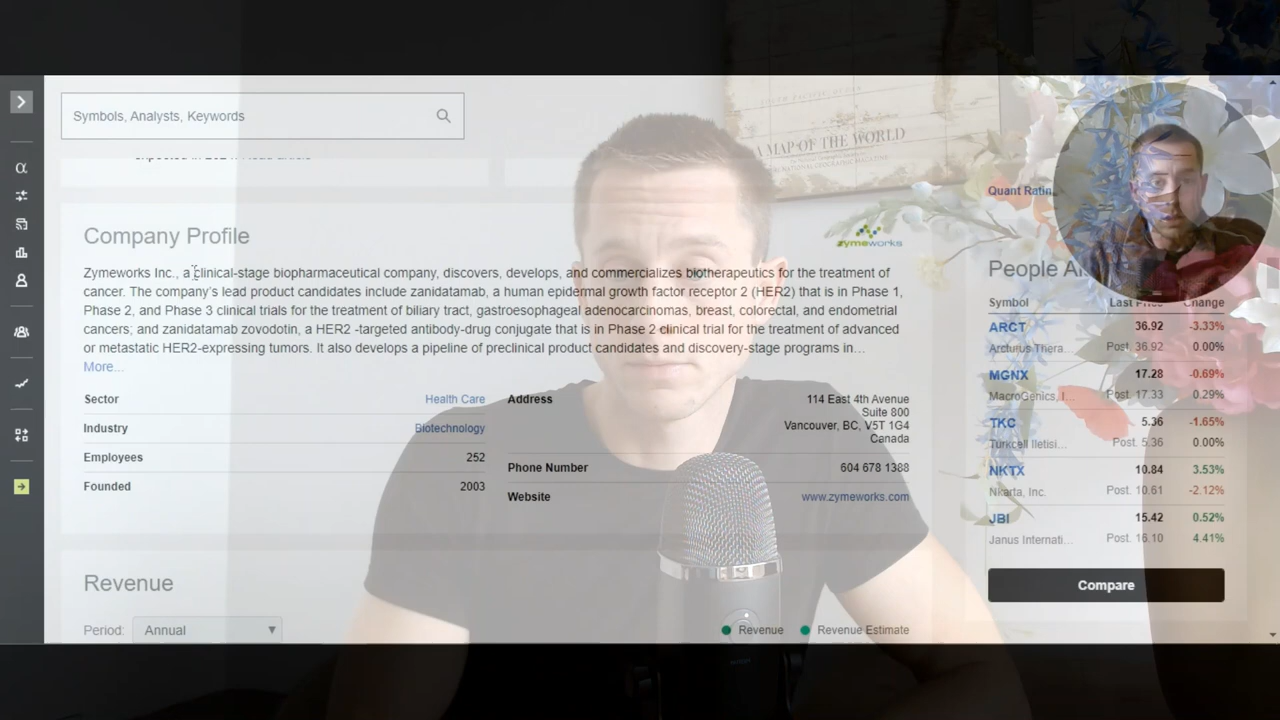 Symbols, Analysts, Keywords
A MAP OF THE WORLD
Quant Ratin
Company Profile
zymeworks
Zymeworks Inc., a clinical-stage biopharmaceutical company, discovers, develops, and commercializes biotherapeutics for the treatment of
cancer. The company's lead product candidates include zanidatamab, a human epidermal growth factor receptor 2 (HER2) that is in Phase 1,
Phase 2, and Phase 3 clinical trials for the treatment of biliary tract, gastroesophageal adenocarcinomas, breast, colorectal, and endometrial
cancers; and zanidatamab zovodotin, a HER2 -targeted antibody-drug conjugate that is in Phase 2 clinical trial for the treatment of advanced
or metastatic HER2-expressing tumors. It also develops a pipeline of preclinical product candidates and discovery-stage programs in…
More...
Sector Health Care
Industry Biotechnology
Employees 252
Founded 2003
Address 114 East 4th Avenue
Suite 800
Vancouver, BC, V5T 1G4
Canada
Phone Number 604 678 1388
Website www.zymeworks.com
People Al
Symbol Last Price Change
ARCT 36.92 -3.33%
Arcturus Thera... Post. 36.92 0.00%
MGNX 17.28 -0.69%
MacroGenics, I... Post. 17.33 0.29%
TKC 5.36 -1.65%
Turkcell Iletisi... Post. 5.36 0.00%
NKTX 10.84 3.53%
Nkarta, Inc. Post. 10.61 -2.12%
JBI 15.42 0.52%
Janus Internati... Post. 16.10 4.41%
Compare
Revenue
Period: Annual
Revenue Revenue Estimate